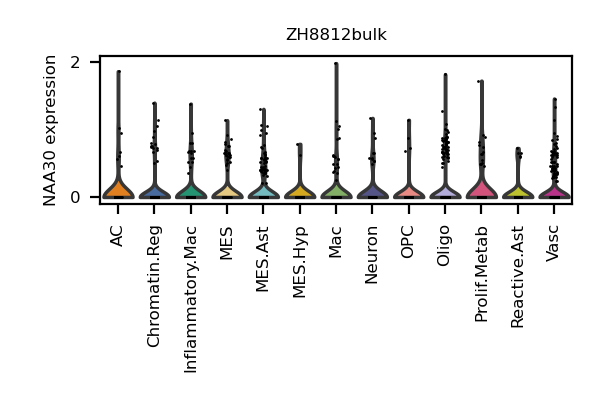 ZH8812bulk
NAA30 expression
2
0
AC
Chromatin.Reg
Inflammatory.Mac
MES
MES.Ast
MES.Hyp
Mac
Neuron
OPC
Oligo
Prolif.Metab
Reactive.Ast
Vasc